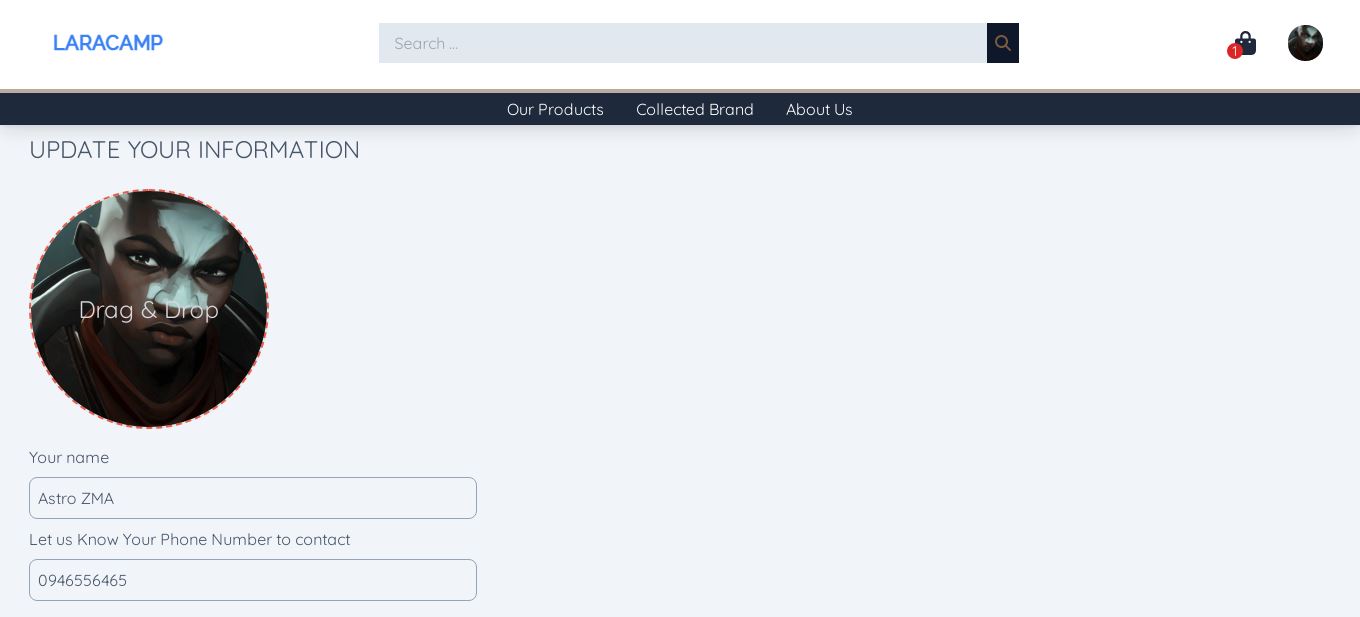 LARACAMP
Search ...
1
Our Products Collected Brand About Us
UPDATE YOUR INFORMATION
Drag & Drop
Your name
Astro ZMA
Let us Know Your Phone Number to contact
0946556465